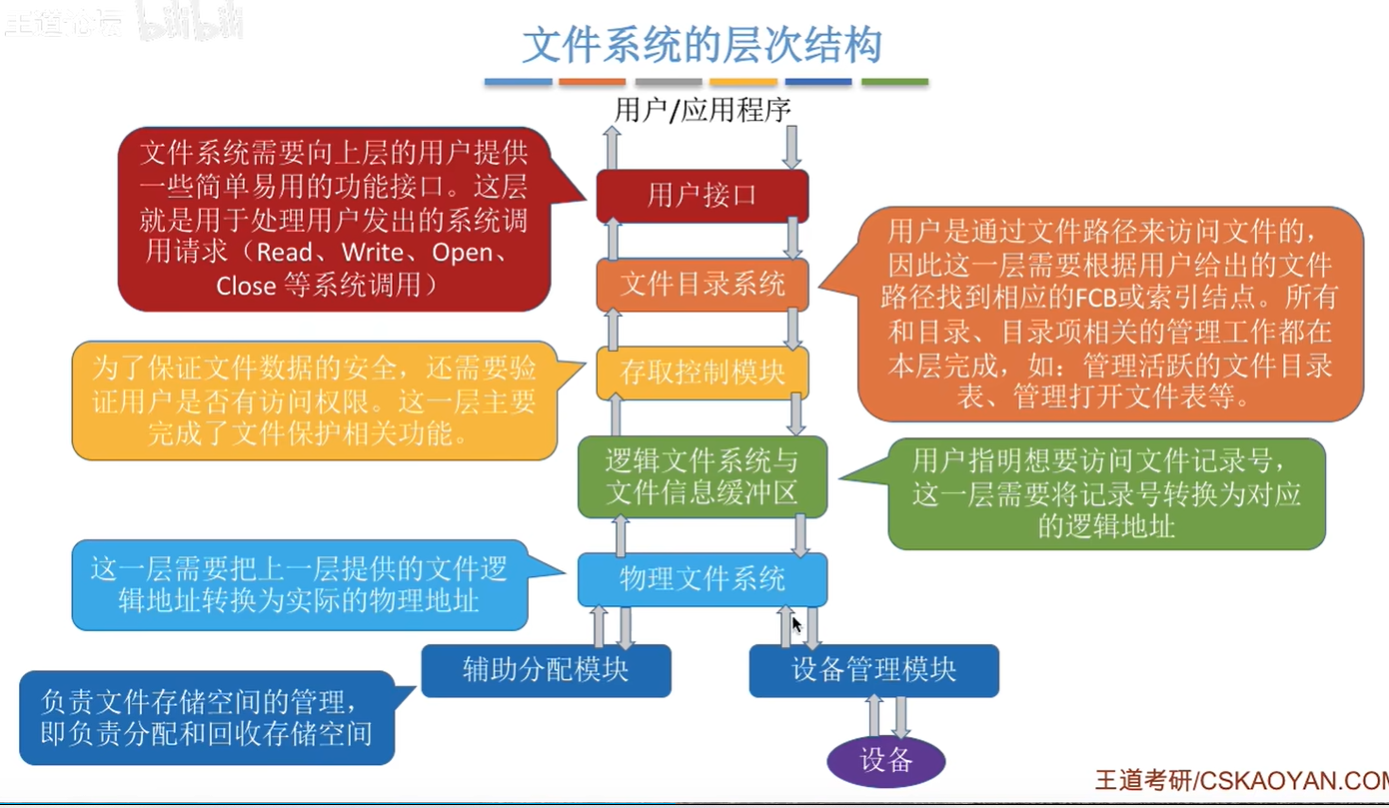 王道论坛 bilibili
文件系统的层次结构
用户/应用程序
文件系统需要向上层的用户提供
一些简单易用的功能接口。这层
就是用于处理用户发出的系统调
用请求（Read、Write、Open、
Close 等系统调用）
用户接口
用户是通过文件路径来访问文件的，
因此这一层需要根据用户给出的文件
路径找到相应的FCB或索引结点。所有
和目录、目录项相关的管理工作都在
本层完成，如：管理活跃的文件目录
表、管理打开文件表等。
文件目录系统
为了保证文件数据的安全，还需要验
证用户是否有访问权限。这一层主要
完成了文件保护相关功能。
存取控制模块
逻辑文件系统与
文件信息缓冲区
用户指明想要访问文件记录号，
这一层需要将记录号转换为对应
的逻辑地址
这一层需要把上一层提供的文件逻
辑地址转换为实际的物理地址
物理文件系统
辅助分配模块
设备管理模块
负责文件存储空间的管理，
即负责分配和回收存储空间
设备
王道考研/CSKAOYAN.COM